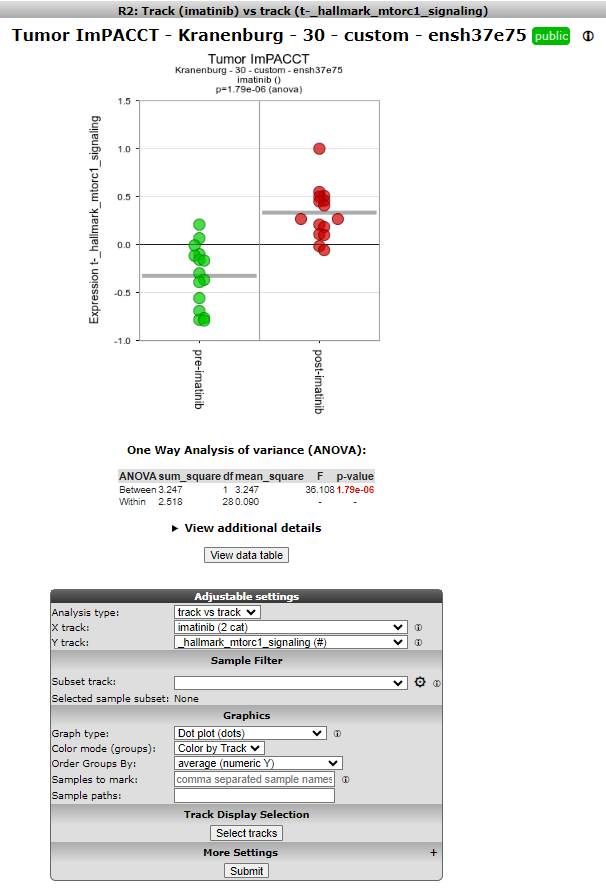 R2: Track (imatinib) vs track (t-_hallmark_mtorc1_signaling)
Tumor ImPACCT - Kranenburg - 30 - custom - ensh37e75 public
Tumor ImPACCT
Kranenburg - 30 - custom - ensh37e75
imatinib ()
p=1.79e-06 (anova)
Expression t-_hallmark_mtorc1_signaling
1.5
1.0
0.5
0.0
-0.5
-1.0
pre-imatinib
post-imatinib
One Way Analysis of variance (ANOVA):
ANOVA sum_square df mean_square F p-value
Between 3.247 1 3.247 36.108 1.79e-06
Within 2.518 28 0.090 - -
► View additional details
View data table
Adjustable settings
Analysis type: track vs track
X track: imatinib (2 cat)
Y track: _hallmark_mtorc1_signaling (#)
Sample Filter
Subset track:
Selected sample subset: None
Graphics
Graph type: Dot plot (dots)
Color mode (groups): Color by Track
Order Groups By: average (numeric Y)
Samples to mark: comma separated sample names
Sample paths:
Track Display Selection
Select tracks
More Settings +
Submit